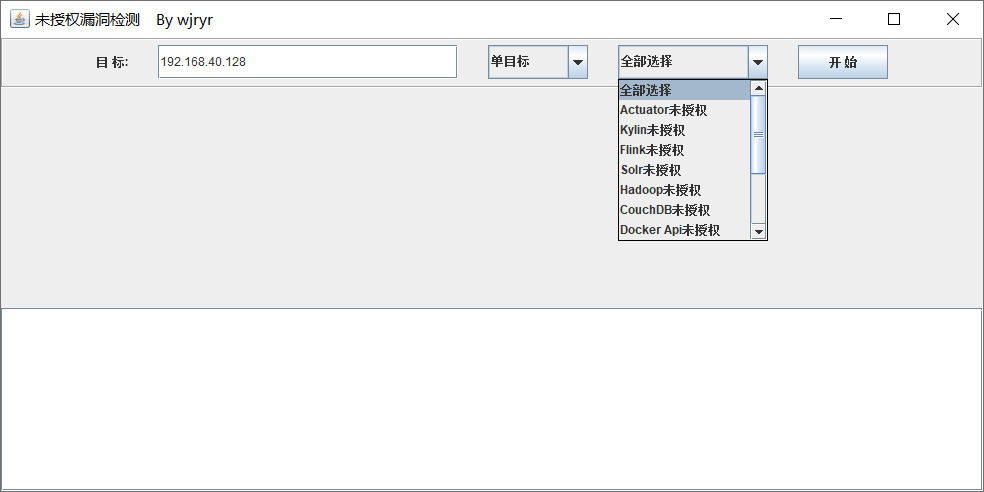 未授权漏洞检测 By wjryr
目 标: 192.168.40.128 单目标 全部选择 开 始
全部选择
Actuator未授权
Kylin未授权
Flink未授权
Solr未授权
Hadoop未授权
CouchDB未授权
Docker Api未授权